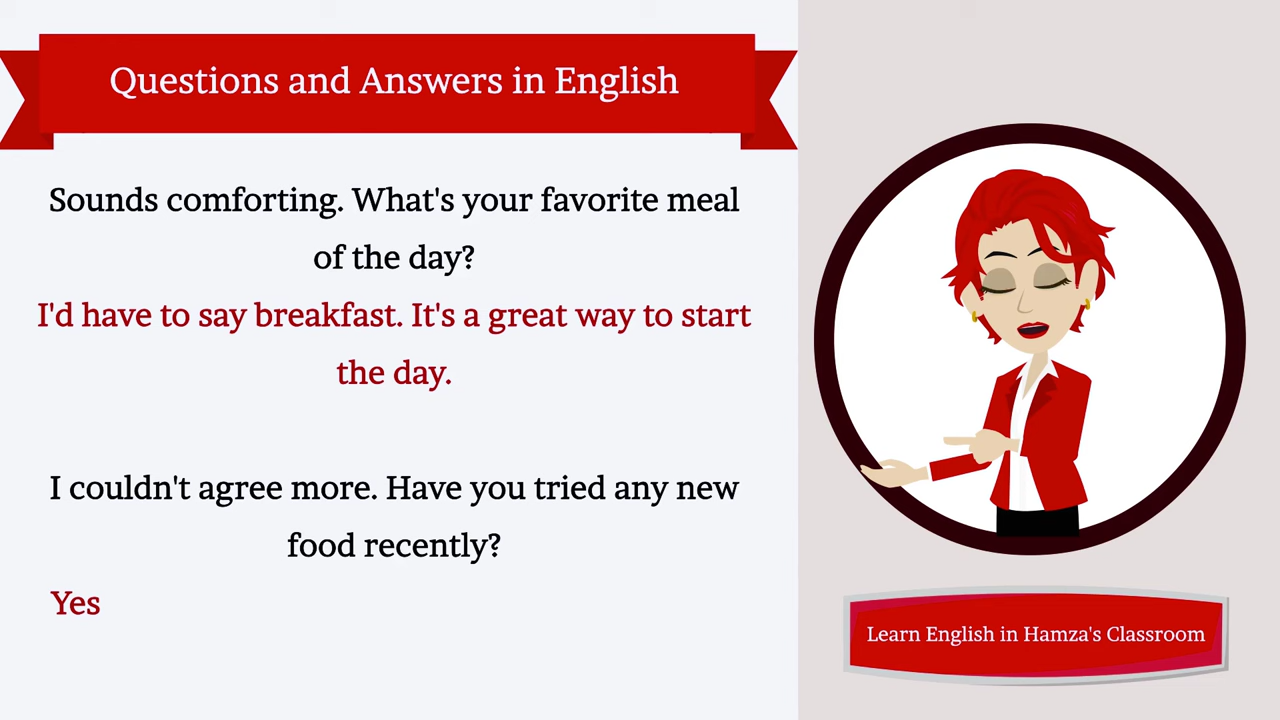 Questions and Answers in English
Sounds comforting. What's your favorite meal
of the day?
I'd have to say breakfast. It's a great way to start
the day.
I couldn't agree more. Have you tried any new
food recently?
Yes
Learn English in Hamza's Classroom